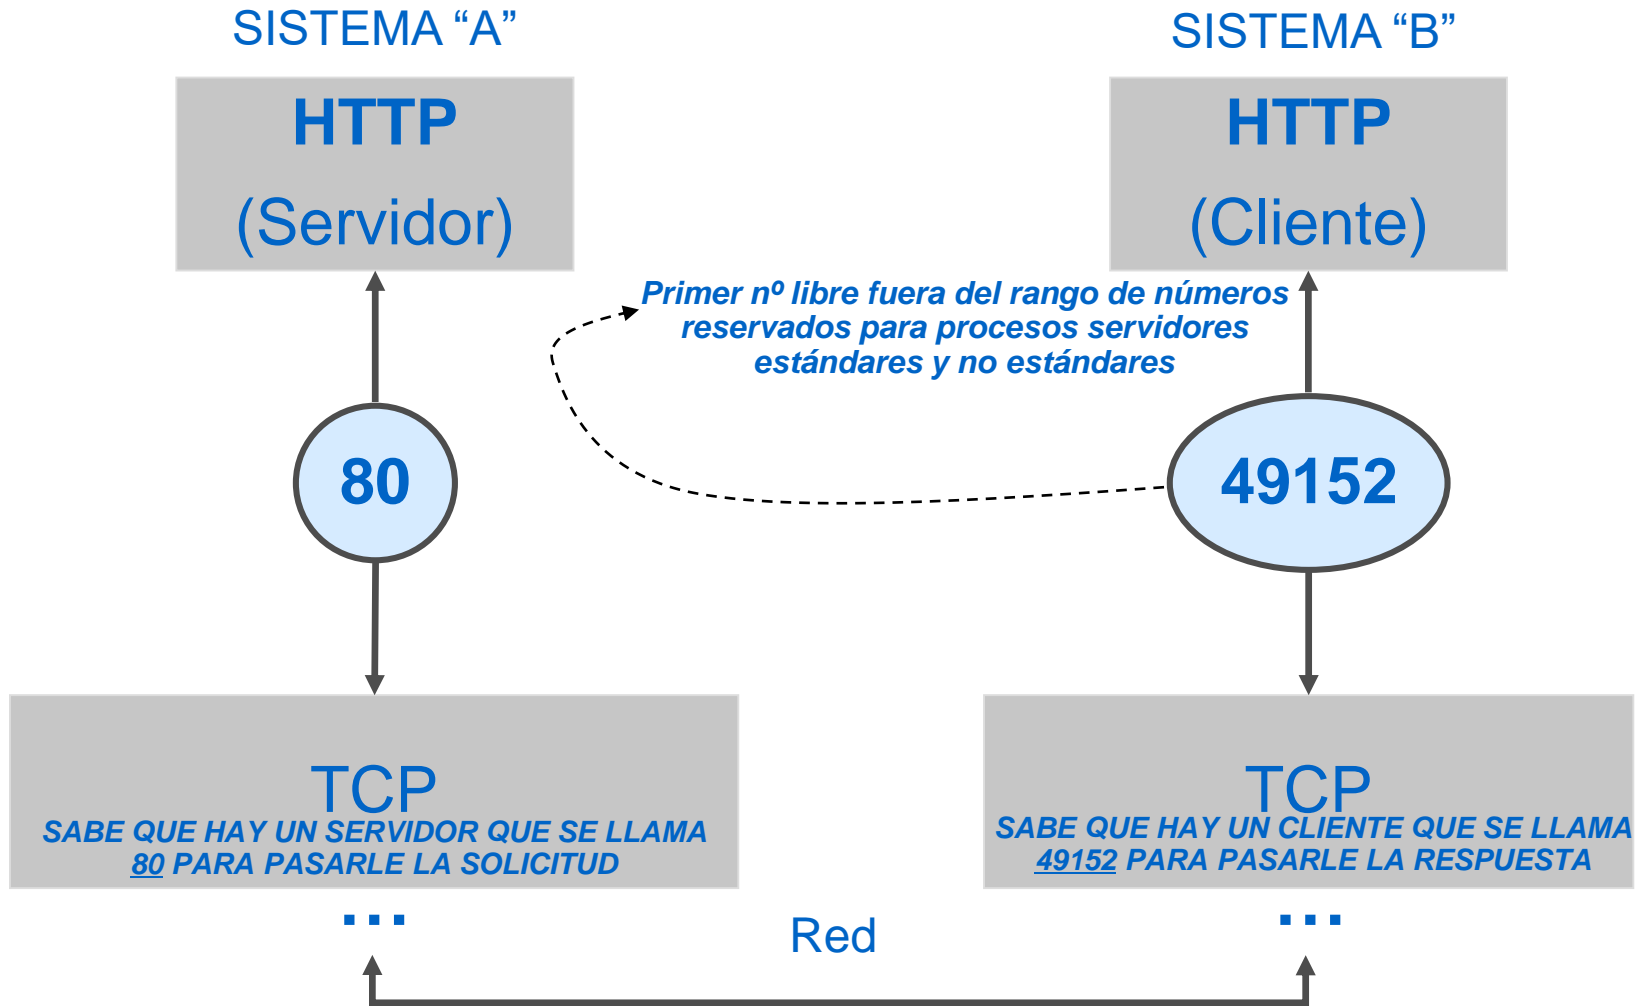 SISTEMA “A”
HTTP
(Servidor)
80
TCP
SABE QUE HAY UN SERVIDOR QUE SE LLAMA
80 PARA PASARLE LA SOLICITUD
...
SISTEMA “B”
HTTP
(Cliente)
Primer nº libre fuera del rango de números
reservados para procesos servidores
estándares y no estándares
49152
TCP
SABE QUE HAY UN CLIENTE QUE SE LLAMA
49152 PARA PASARLE LA RESPUESTA
...
Red